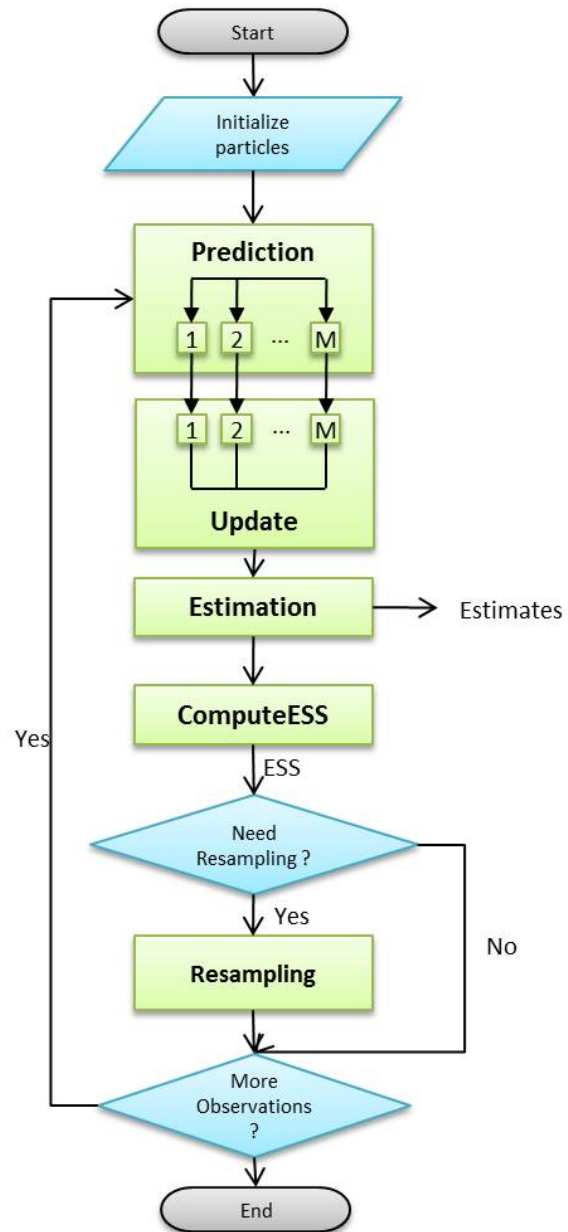 Start
Initialize
particles
Prediction
1 2 ... M
1 2 ... M
Update
Estimation
Estimates
ComputeESS
Yes
ESS
Need
Resampling ?
Yes
No
Resampling
More
Observations
?
End